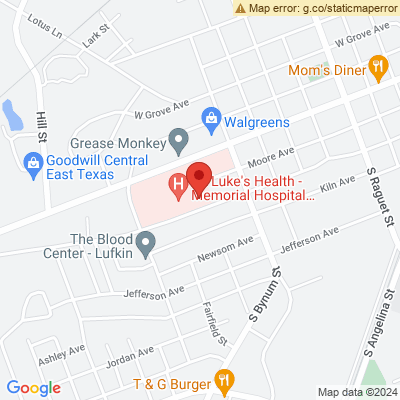 Map error: g.co/staticmaperror
Lotus Ln
Lark St
W Grove Ave
Mom's Diner
W Grove Ave
Hill St
Walgreens
Grease Monkey
Goodwill Central
East Texas
Moore Ave
H
Luke's Health -
Memorial Hospital...
Kiln Ave
S Raguet St
The Blood
Center - Lufkin
Newsom Ave
Jefferson Ave
Jefferson Ave
S Bynum St
Fairfield St
S Angelina St
Ashley Ave
Jordan Ave
T & G Burger
Google
Map data ©2024